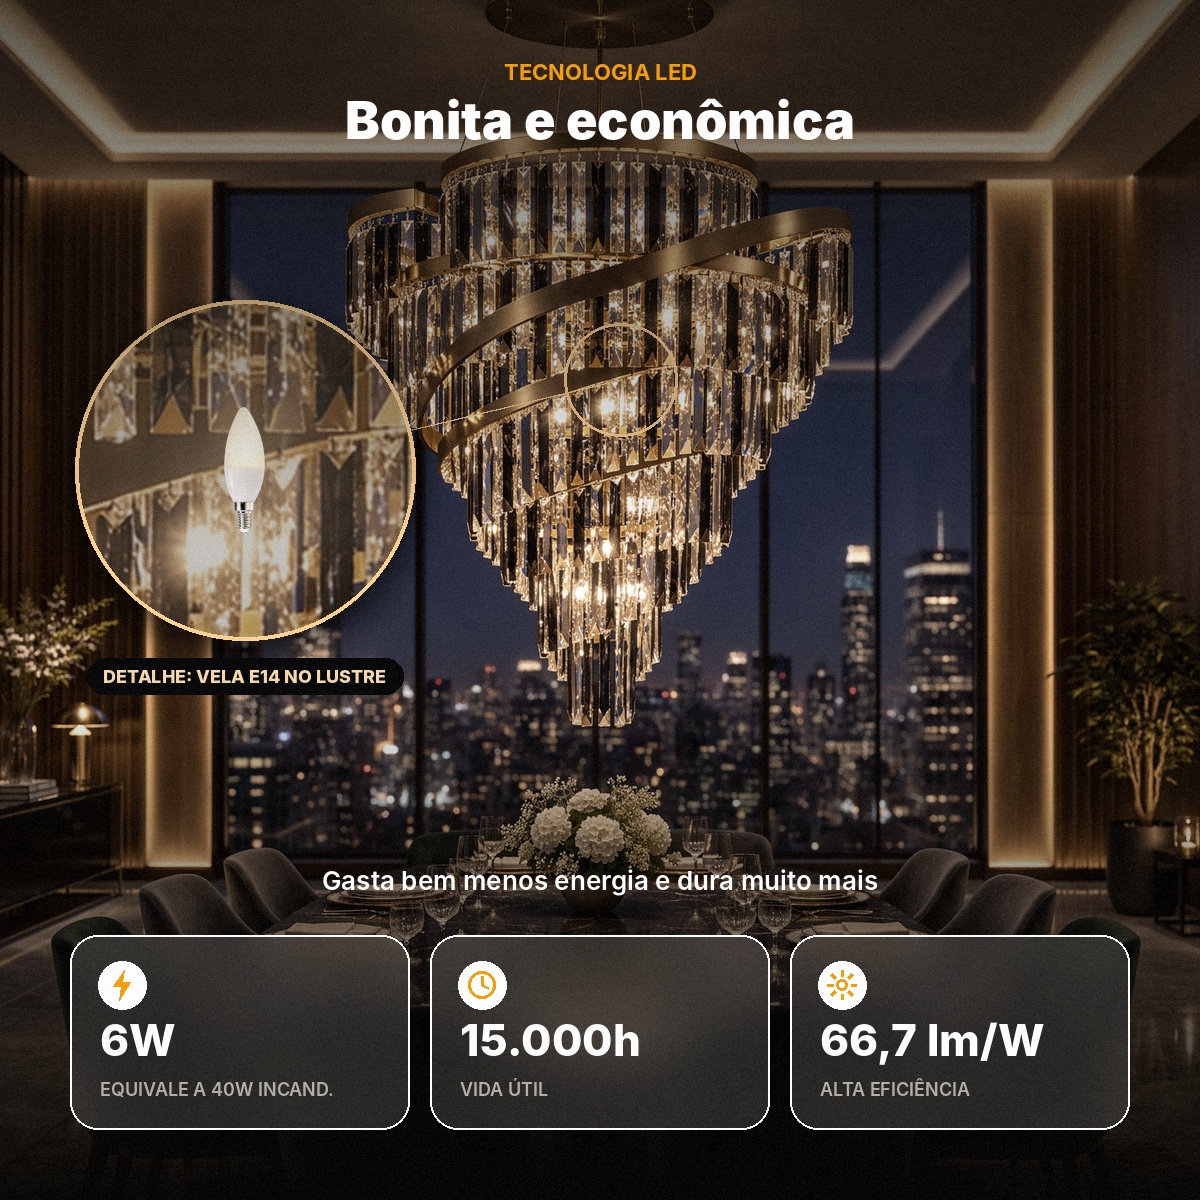 TECNOLOGIA LED
Bonita e econômica
DETALHE: VELA E14 NO LUSTRE
Gasta bem menos energia e dura muito mais
6W
EQUIVALE A 40W INCAND.
15.000h
VIDA ÚTIL
66,7 lm/W
ALTA EFICIÊNCIA